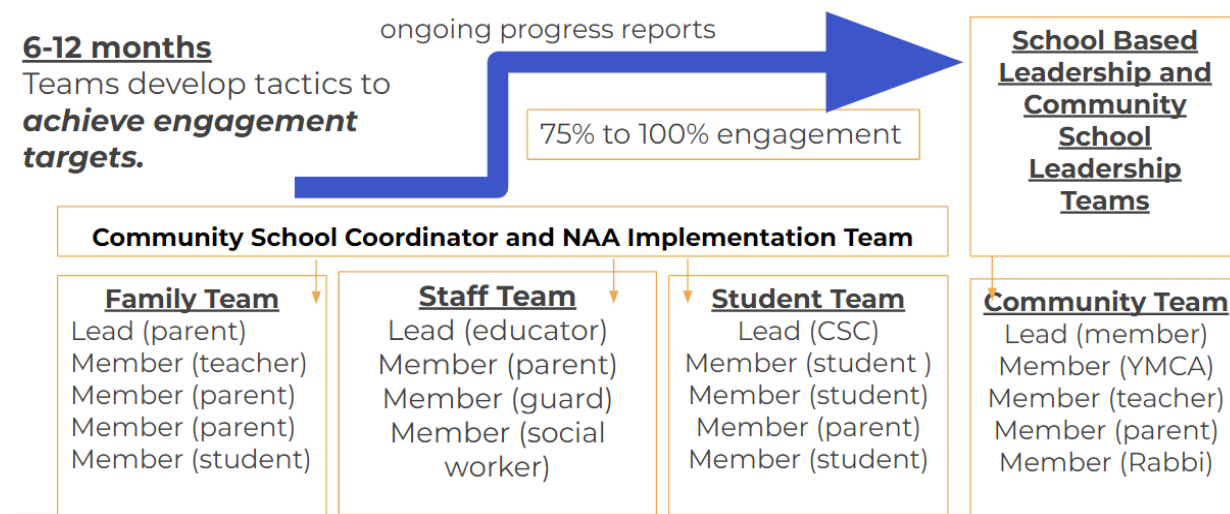 6-12 months
Teams develop tactics to
achieve engagement
targets.
ongoing progress reports
75% to 100% engagement
School Based
Leadership and
Community
School
Leadership
Teams
Community School Coordinator and NAA Implementation Team
Family Team
Lead (parent)
Member (teacher)
Member (parent)
Member (parent)
Member (student)
Staff Team
Lead (educator)
Member (parent)
Member (guard)
Member (social
worker)
Student Team
Lead (CSC)
Member (student )
Member (student)
Member (parent)
Member (student)
Community Team
Lead (member)
Member (YMCA)
Member (teacher)
Member (parent)
Member (Rabbi)